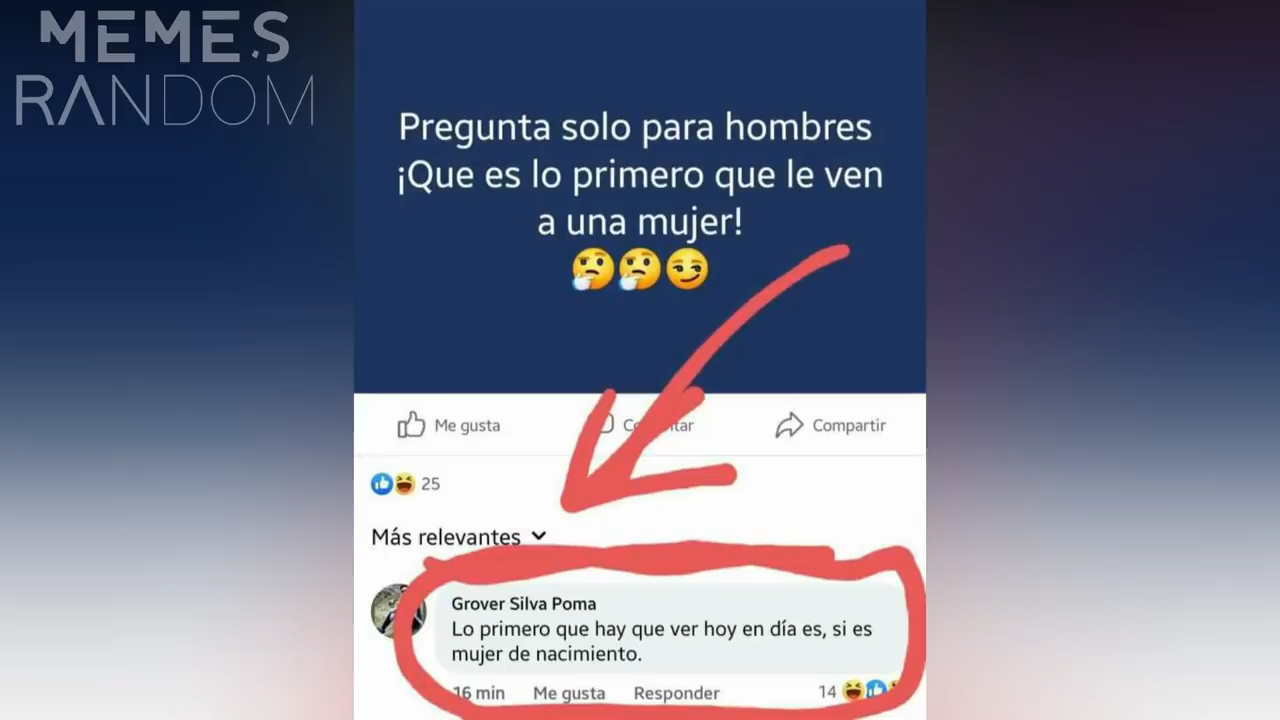 MEMES
RANDOM
Pregunta solo para hombres
¡Que es lo primero que le ven
a una mujer!
Me gusta
Compartir
25
Más relevantes
Grover Silva Poma
Lo primero que hay que ver hoy en día es, si es
mujer de nacimiento.
16 min Me gusta Responder 14